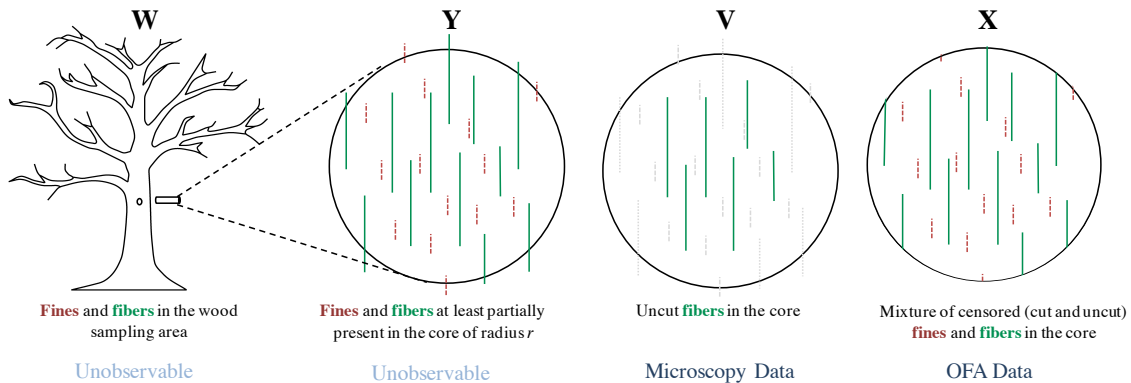 W
Y
V
X
Fines and fibers in the wood
sampling area
Fines and fibers at least partially
present in the core of radius r
Uncut fibers in the core
Mixture of censored (cut and uncut)
fines and fibers in the core
Unobservable
Unobservable
Microscopy Data
OFA Data